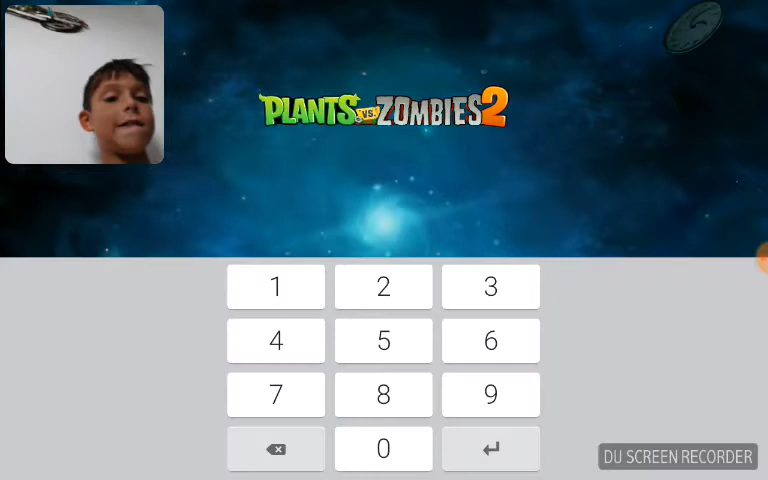 PLANTS VS. ZOMBIES 2
1 2 3
4 5 6
7 8 9
0
DU SCREEN RECORDER